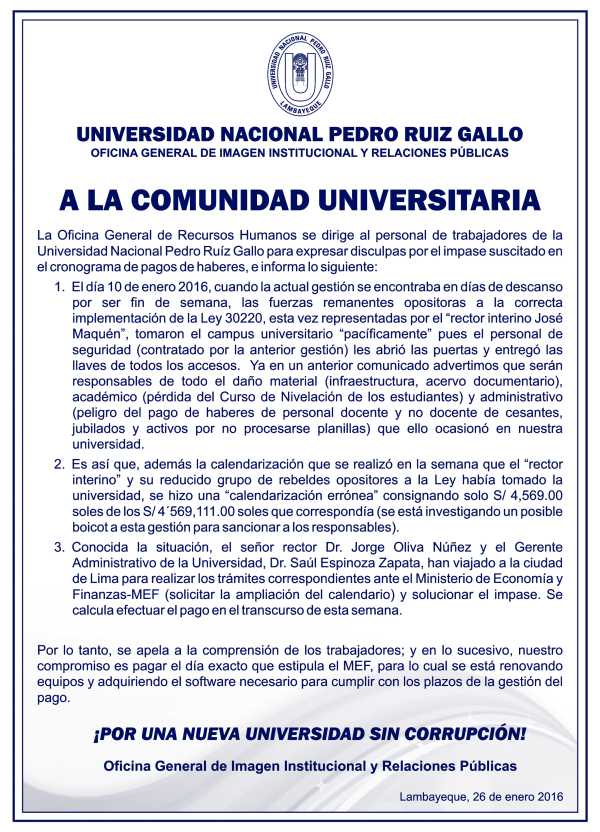 UNIVERSIDAD NACIONAL PEDRO RUIZ GALLO
LAMBAYEQUE
UNIVERSIDAD NACIONAL PEDRO RUIZ GALLO
OFICINA GENERAL DE IMAGEN INSTITUCIONAL Y RELACIONES PÚBLICAS
A LA COMUNIDAD UNIVERSITARIA
La Oficina General de Recursos Humanos se dirige al personal de trabajadores de la
Universidad Nacional Pedro Ruíz Gallo para expresar disculpas por el impase suscitado en
el cronograma de pagos de haberes, e informa lo siguiente:
1. El día 10 de enero 2016, cuando la actual gestión se encontraba en días de descanso
por ser fin de semana, las fuerzas remanentes opositoras a la correcta
implementación de la Ley 30220, esta vez representadas por el “rector interino José
Maquén”, tomaron el campus universitario “pacíficamente” pues el personal de
seguridad (contratado por la anterior gestión) les abrió las puertas y entregó las
llaves de todos los accesos. Ya en un anterior comunicado advertimos que serán
responsables de todo el daño material (infraestructura, acervo documentario),
académico (pérdida del Curso de Nivelación de los estudiantes) y administrativo
(peligro del pago de haberes de personal docente y no docente de cesantes,
jubilados y activos por no procesarse planillas) que ello ocasionó en nuestra
universidad.
2. Es así que, además la calendarización que se realizó en la semana que el “rector
interino” y su reducido grupo de rebeldes opositores a la Ley había tomado la
universidad, se hizo una “calendarización errónea” consignando solo S/ 4,569.00
soles de los S/ 4´569,111.00 soles que correspondía (se está investigando un posible
boicot a esta gestión para sancionar a los responsables).
3. Conocida la situación, el señor rector Dr. Jorge Oliva Núñez y el Gerente
Administrativo de la Universidad, Dr. Saúl Espinoza Zapata, han viajado a la ciudad
de Lima para realizar los trámites correspondientes ante el Ministerio de Economía y
Finanzas-MEF (solicitar la ampliación del calendario) y solucionar el impase. Se
calcula efectuar el pago en el transcurso de esta semana.
Por lo tanto, se apela a la comprensión de los trabajadores; y en lo sucesivo, nuestro
compromiso es pagar el día exacto que estipula el MEF, para lo cual se está renovando
equipos y adquiriendo el software necesario para cumplir con los plazos de la gestión del
pago.
¡POR UNA NUEVA UNIVERSIDAD SIN CORRUPCIÓN!
Oficina General de Imagen Institucional y Relaciones Públicas
Lambayeque, 26 de enero 2016